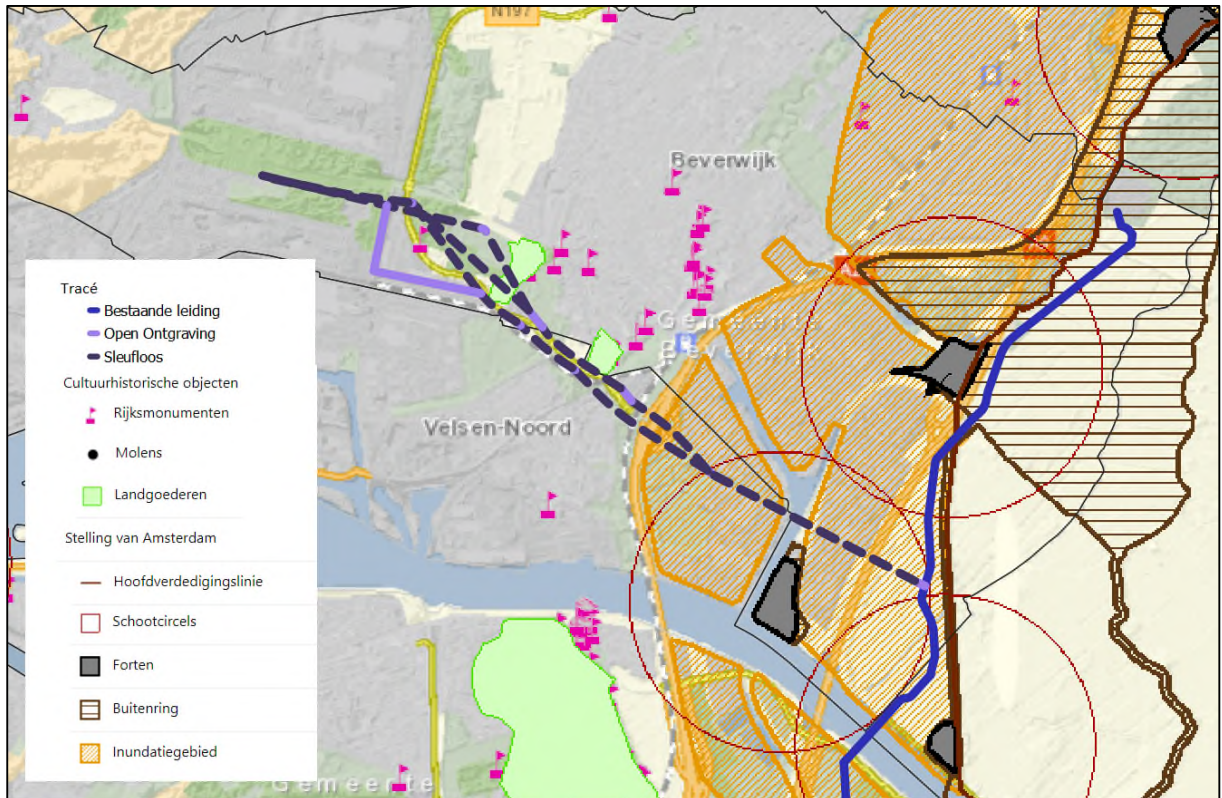 N197
Beverwijk
Gemeente
Beverwijk
Velsen-Noord
Gemeente
Tracé
Bestaande leiding
Open Ontgraving
Sleufloos
Cultuurhistorische objecten
Rijksmonumenten
Molens
Landgoederen
Stelling van Amsterdam
Hoofdverdedigingslinie
Schootcircels
Forten
Buitenring
Inundatiegebied